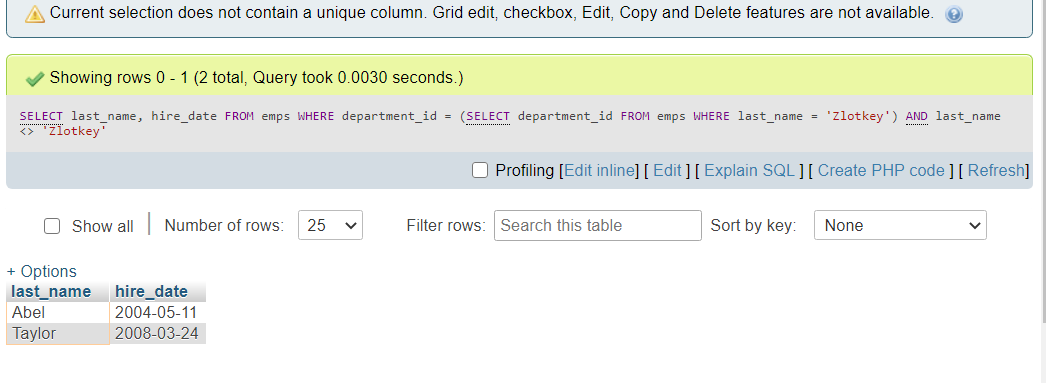 Current selection does not contain a unique column. Grid edit, checkbox, Edit, Copy and Delete features are not available.
Showing rows 0 - 1 (2 total, Query took 0.0030 seconds.)
SELECT last_name, hire_date FROM emps WHERE department_id = (SELECT department_id FROM emps WHERE last_name = 'Zlotkey') AND last_name
<> 'Zlotkey'
Profiling [Edit inline] [ Edit ] [ Explain SQL ] [ Create PHP code ] [ Refresh]
Show all | Number of rows: 25 Filter rows: Search this table Sort by key: None
+ Options
last_name hire_date
Abel 2004-05-11
Taylor 2008-03-24